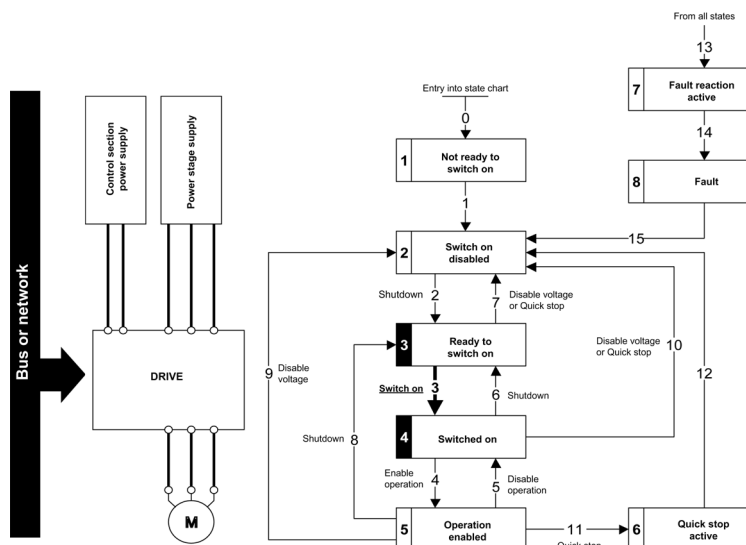 From all states
13
7
Fault reaction
active
14
8
Fault
15
Entry into state chart
0
1
Not ready to
switch on
1
2
Switch on
disabled
Shutdown
2
7
Disable voltage
or Quick stop
3
Ready to
switch on
Switch on
3
6
Shutdown
4
Switched on
Enable
operation
4
5
Disable
operation
5
Operation
enabled
11
Quick stop
6
Quick stop
active
9
Disable
voltage
Shutdown
8
Disable voltage
or Quick stop
10
12
Bus or network
Control section
power supply
Power stage supply
DRIVE
M